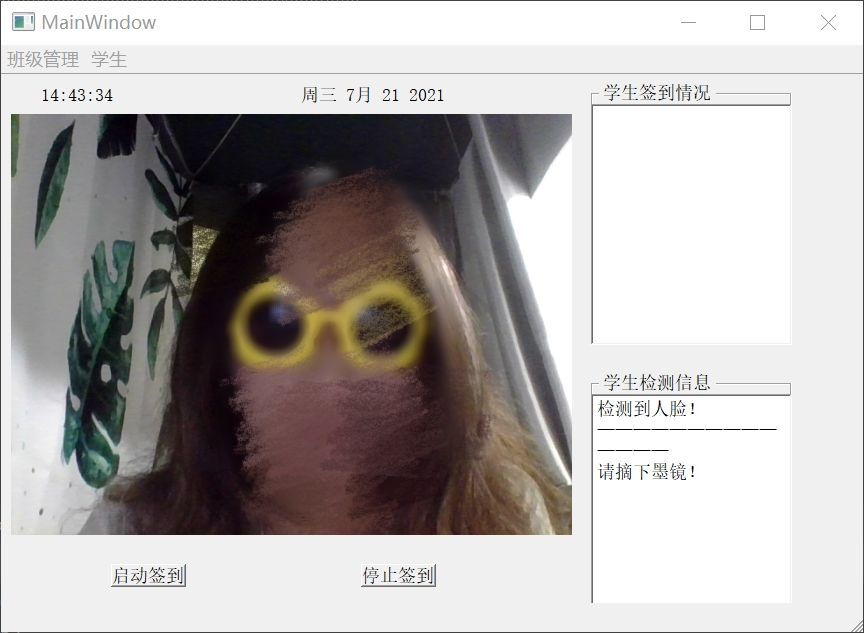 MainWindow
班级管理 学生
14:43:34
周三 7月 21 2021
学生签到情况
学生检测信息
检测到人脸!
——————————
————
请摘下墨镜!
启动签到
停止签到